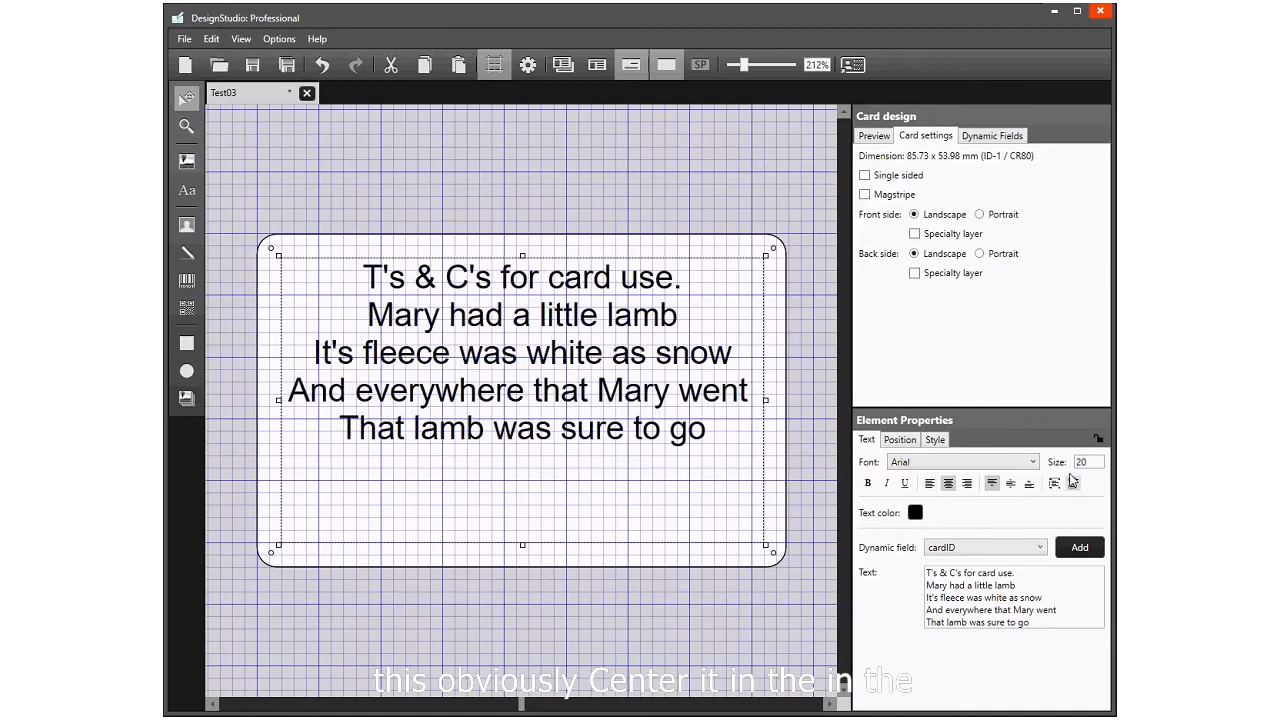 DesignStudio: Professional
File Edit View Options Help
SP 212%
Test03 *
Card design
Preview Card settings Dynamic Fields
Dimension: 85.73 x 53.98 mm (ID-1 / CR80)
Single sided
Magstripe
Front side: Landscape Portrait
Specialty layer
Back side: Landscape Portrait
Specialty layer
T's & C's for card use.
Mary had a little lamb
It's fleece was white as snow
And everywhere that Mary went
That lamb was sure to go
Element Properties
Text Position Style
Font: Arial Size: 20
B I U
Text color:
Dynamic field: cardID Add
Text: T's & C's for card use.
Mary had a little lamb
It's fleece was white as snow
And everywhere that Mary went
That lamb was sure to go
Aa
this obviously Center it in the in the